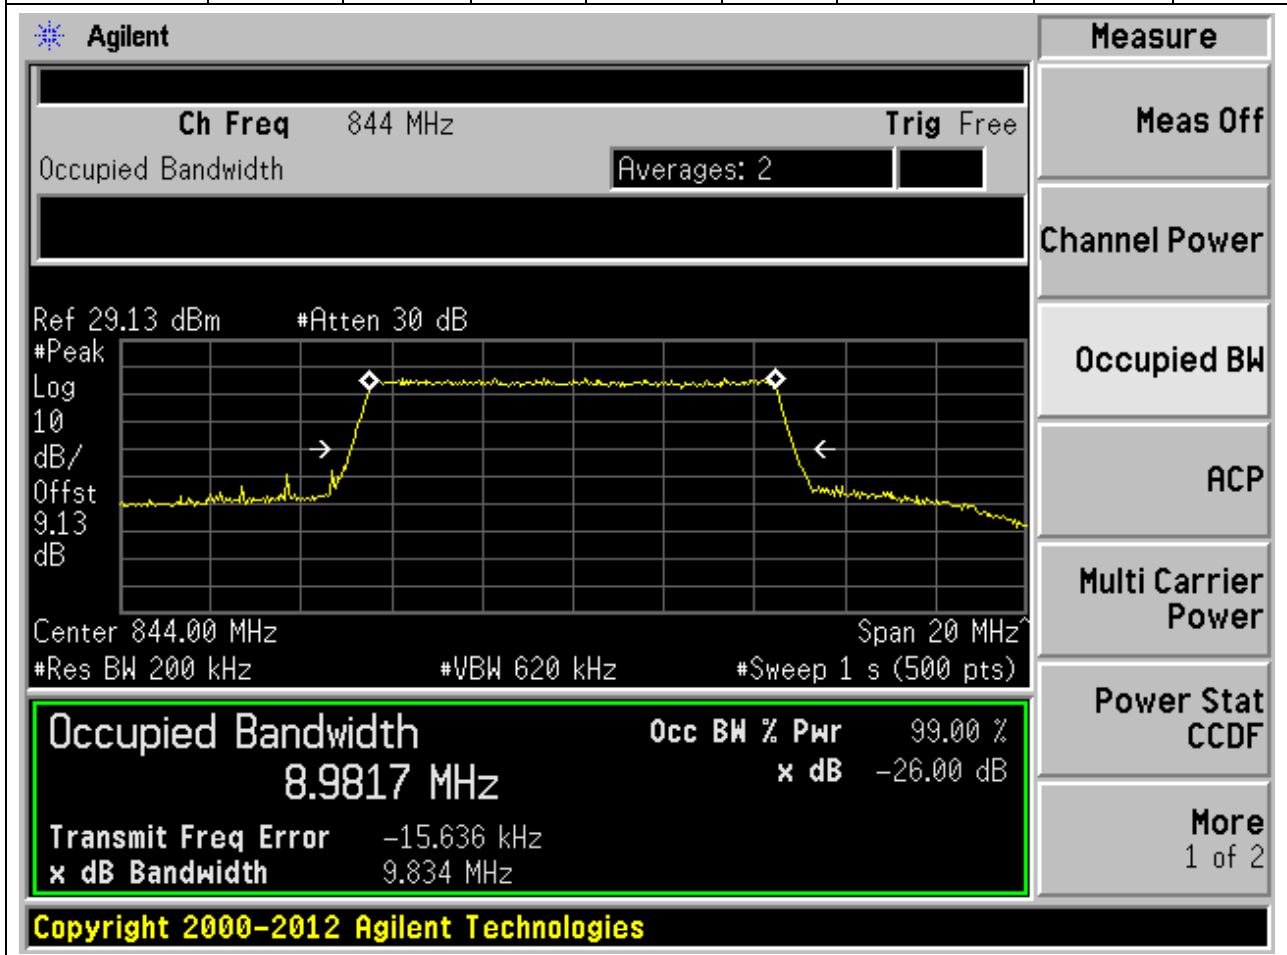 Agilent
Measure
Ch Freq 844 MHz Trig Free
Occupied Bandwidth Averages: 2
Ref 29.13 dBm #Atten 30 dB
#Peak
Log
10
dB/
Offst
9.13
dB
Center 844.00 MHz Span 20 MHz^
#Res BW 200 kHz #VBW 620 kHz #Sweep 1 s (500 pts)
Occupied Bandwidth Occ BW % Pwr 99.00 %
8.9817 MHz x dB -26.00 dB
Transmit Freq Error -15.636 kHz
x dB Bandwidth 9.834 MHz
Copyright 2000-2012 Agilent Technologies
Meas Off
Channel Power
Occupied BW
ACP
Multi Carrier
Power
Power Stat
CCDF
More
1 of 2